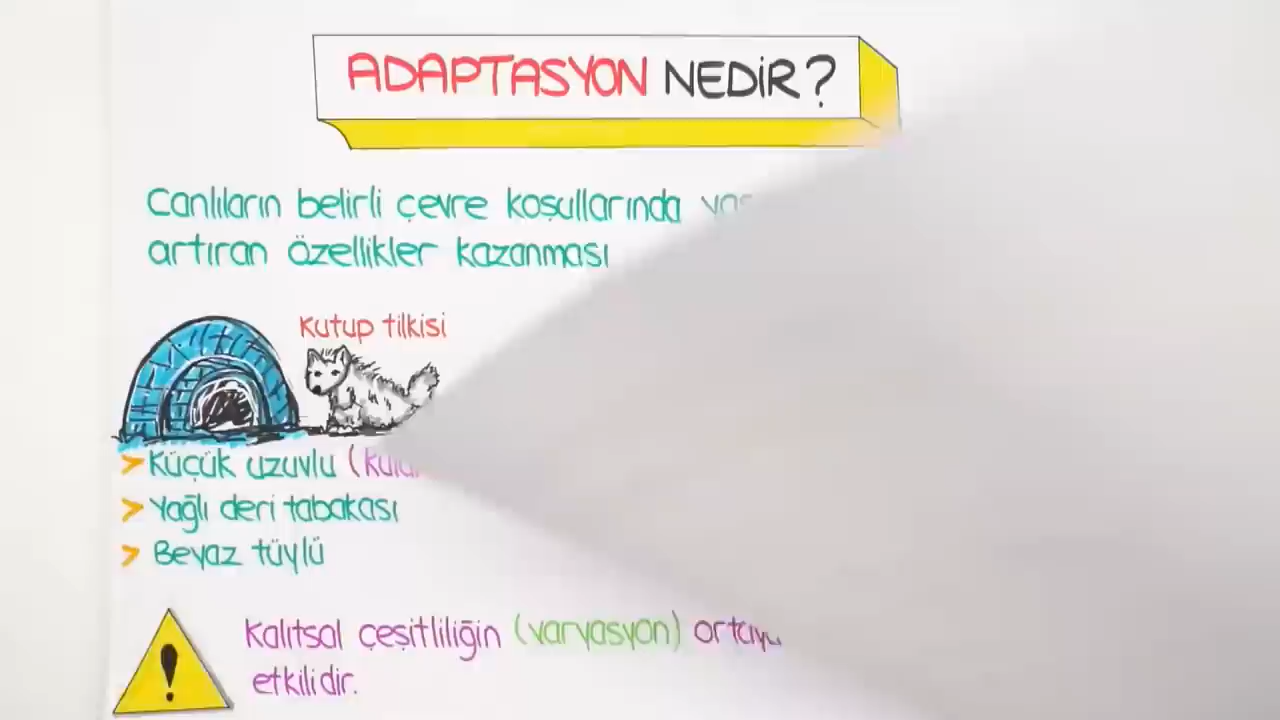 ADAPTASYON NEDİR?
Canlıların belirli çevre koşullarında
artıran özellikler kazanması
Kutup tilkisi
> Küçük uzuvlu
> Yağlı deri tabakası
> Beyaz tüylü
Kalıtsal çeşitliliğin (varyasyon)
etkilidir.